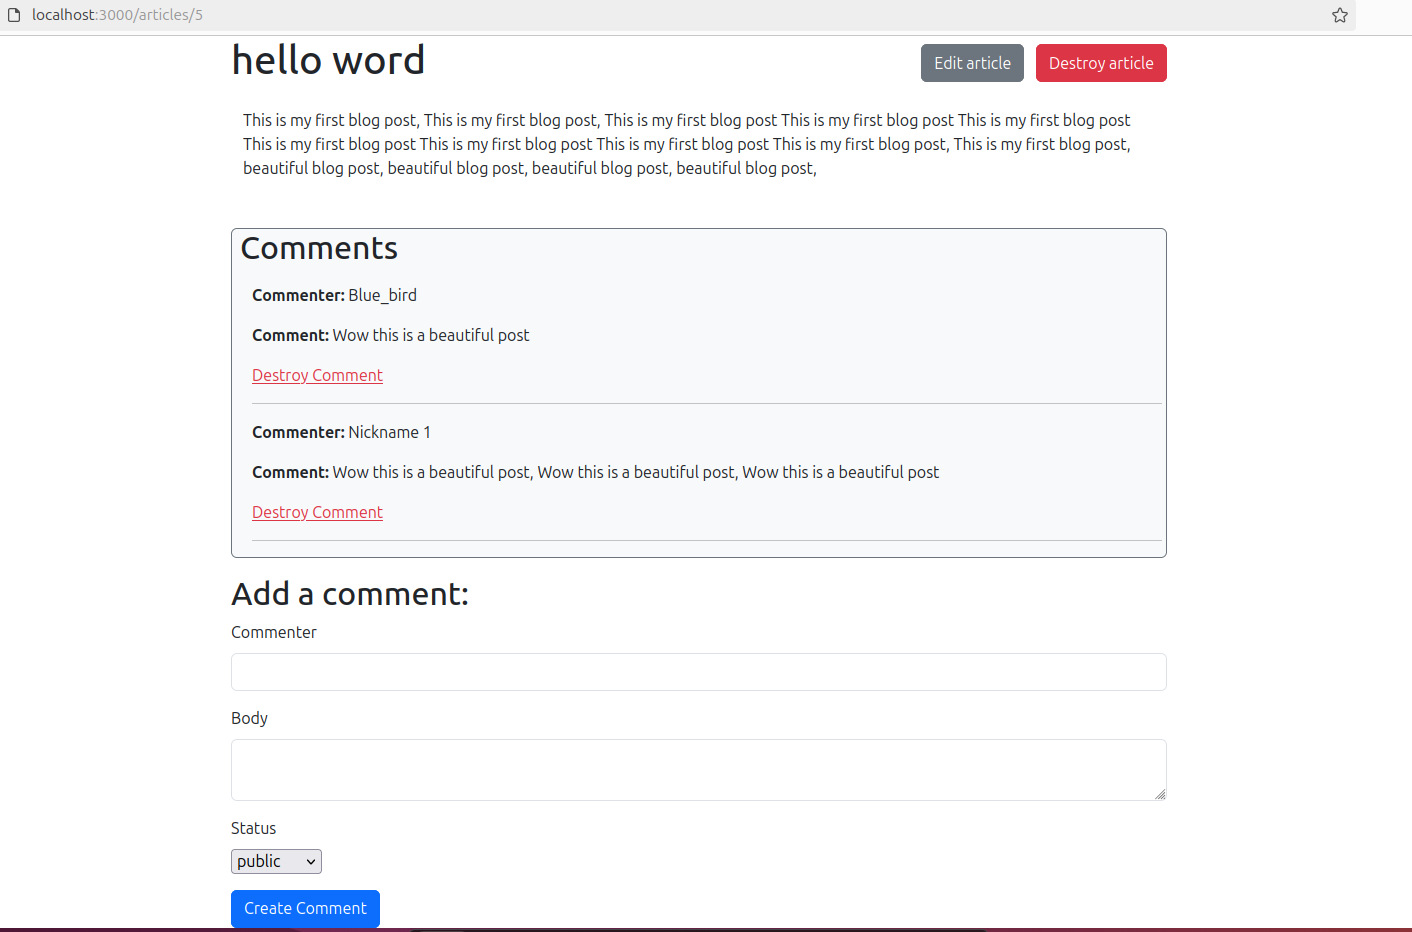 localhost:3000/articles/5
hello word
Edit article
Destroy article
This is my first blog post, This is my first blog post, This is my first blog post This is my first blog post This is my first blog post
This is my first blog post This is my first blog post This is my first blog post This is my first blog post, This is my first blog post,
beautiful blog post, beautiful blog post, beautiful blog post, beautiful blog post,
Comments
Commenter: Blue_bird
Comment: Wow this is a beautiful post
Destroy Comment
Commenter: Nickname 1
Comment: Wow this is a beautiful post, Wow this is a beautiful post, Wow this is a beautiful post
Destroy Comment
Add a comment:
Commenter
Body
Status
public
Create Comment